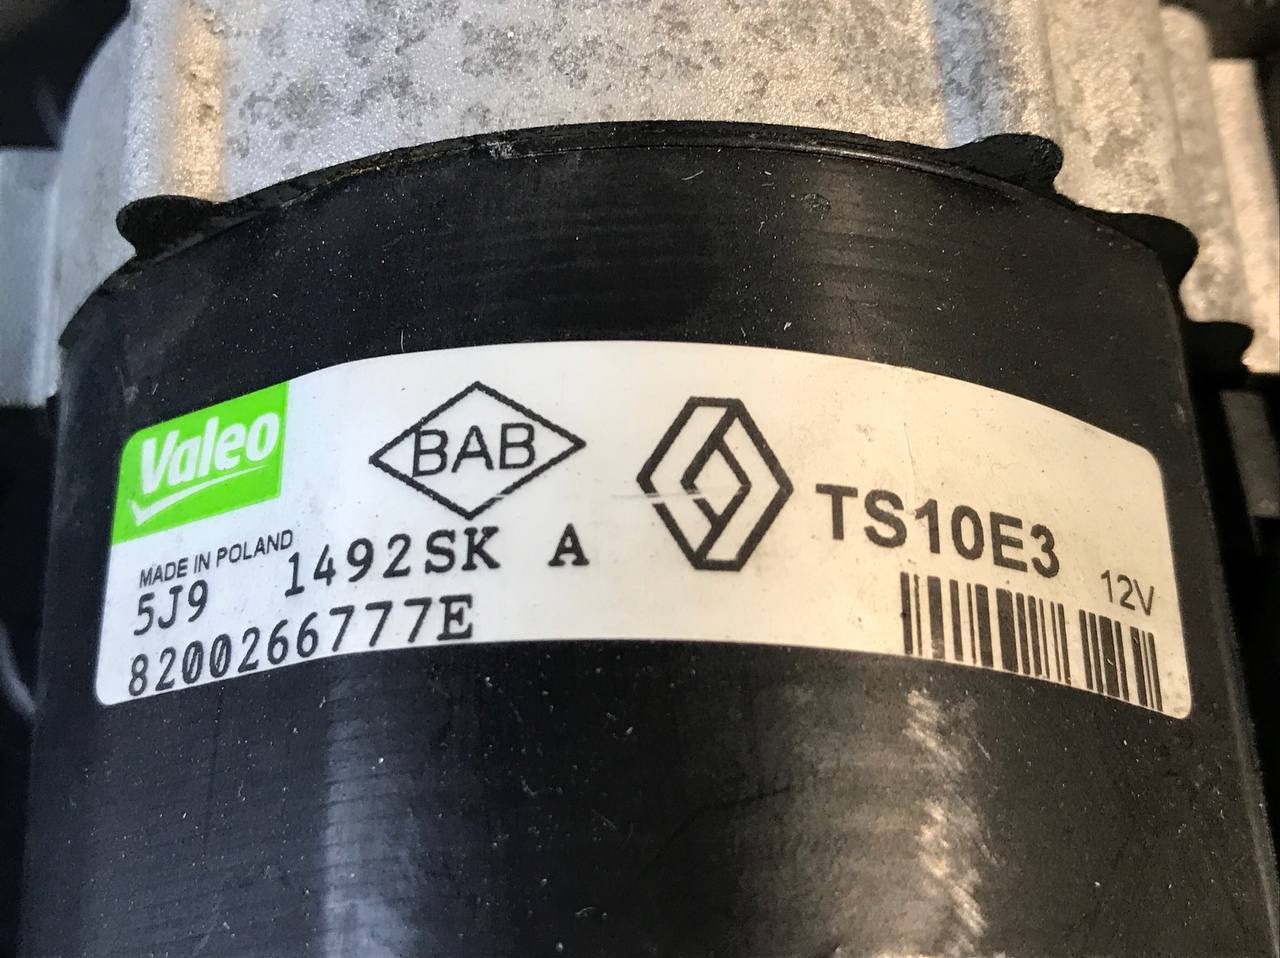 Valeo
BAB
TS10E3
12V
MADE IN POLAND
5J9 1492SK A
8200266777E